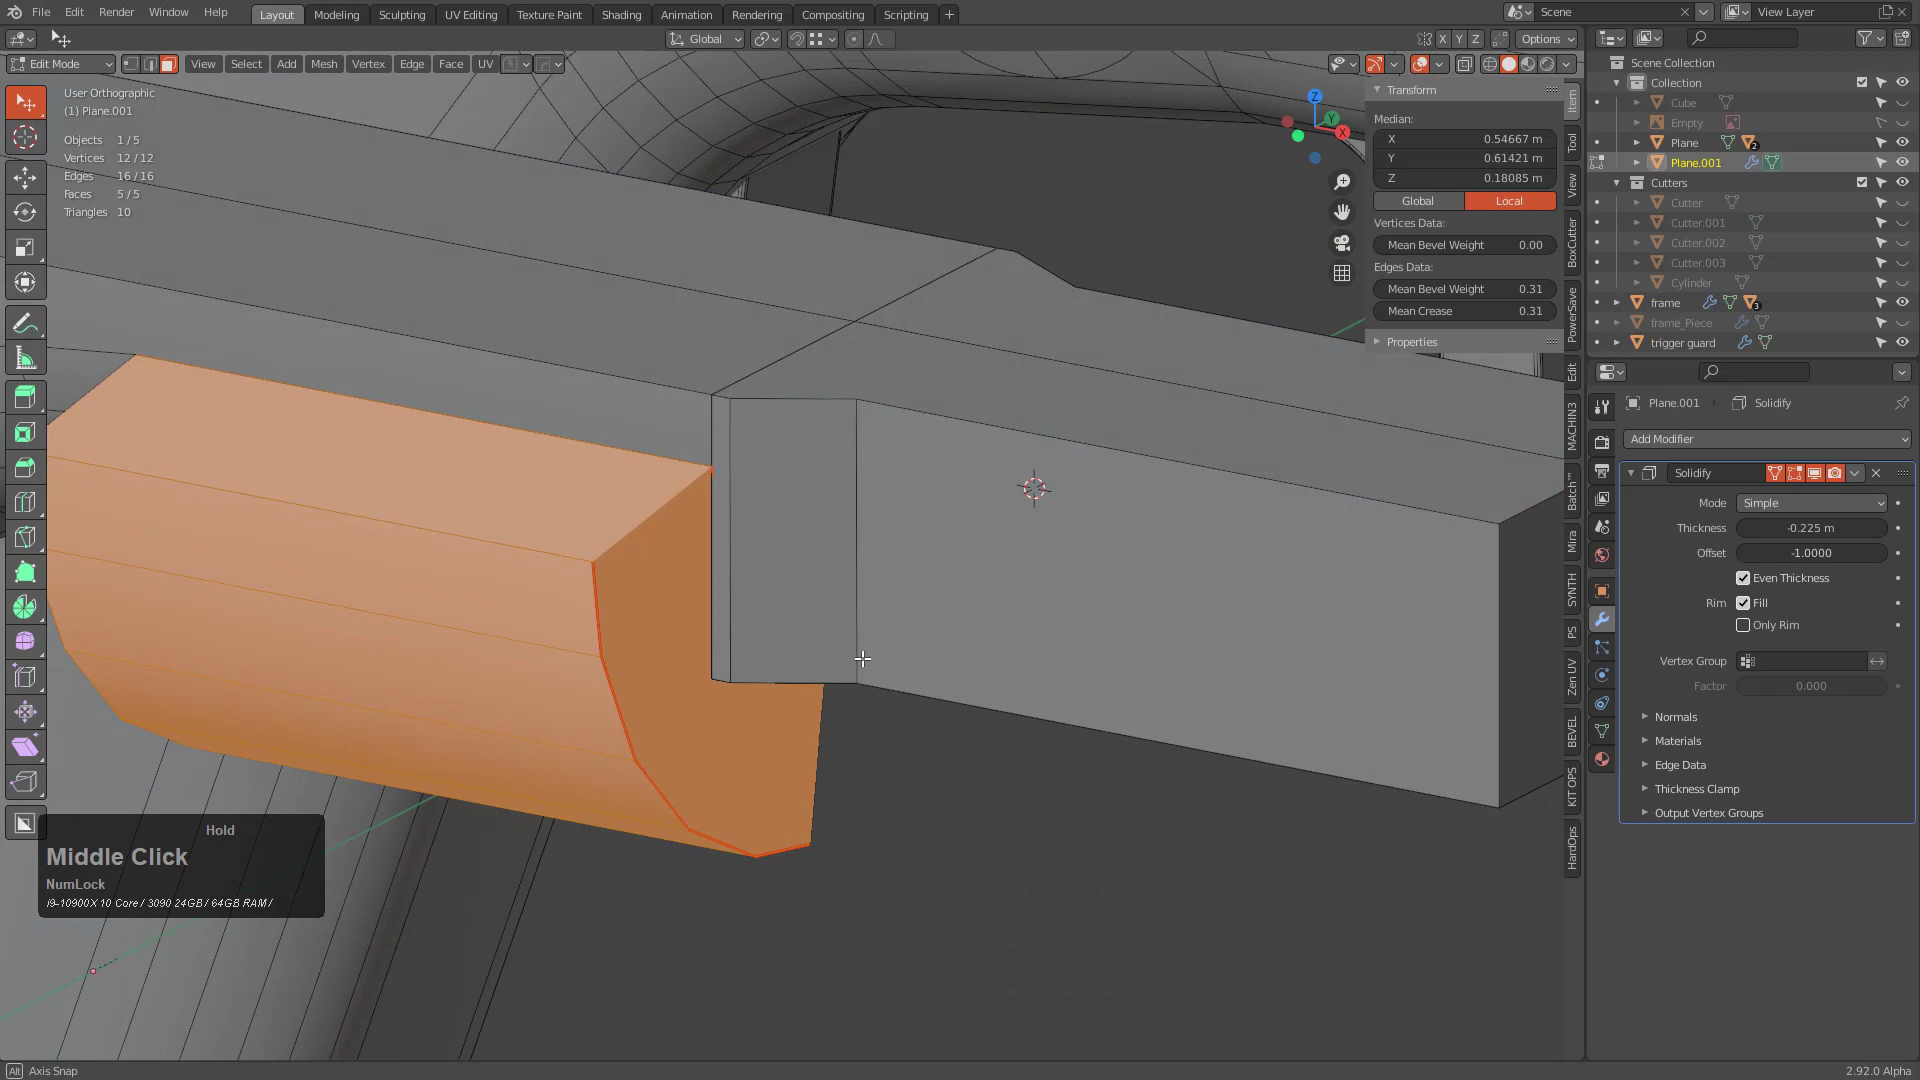 File Edit Render Window Help
Layout Modeling Sculpting UV Editing Texture Paint Shading Animation Rendering Compositing Scripting +
Scene
View Layer
Global
X Y Z
Options
Edit Mode
View Select Add Mesh Vertex Edge Face UV
User Orthographic
(1) Plane.001
Objects 1/5
Vertices 12/12
Edges 16/16
Faces 5/5
Triangles 10
Z
Y
X
Transform
Median:
X 0.54667 m
Y 0.61421 m
Z 0.18085 m
Global Local
Vertices Data:
Mean Bevel Weight 0.00
Edges Data:
Mean Bevel Weight 0.31
Mean Crease 0.31
Properties
Item
Tool
View
BoxCutter
PowerSave
Edit
MACHIN3
Batch™
Mira
SYNTH
PS
Zen UV
BEVEL
KIT OPS
HardOps
Scene Collection
Collection
Cube
Empty
Plane 2
Plane.001
Cutters
Cutter
Cutter.001
Cutter.002
Cutter.003
Cylinder
frame 3
frame_Piece
trigger guard
Plane.001 Solidify
Add Modifier
Solidify
Mode Simple
Thickness -0.225 m
Offset -1.0000
Even Thickness
Rim Fill
Only Rim
Vertex Group
Factor 0.000
Normals
Materials
Edge Data
Thickness Clamp
Output Vertex Groups
Hold
Middle Click
NumLock
i9-10900X 10 Core / 3090 24GB / 64GB RAM /
Alt Axis Snap
2.92.0 Alpha